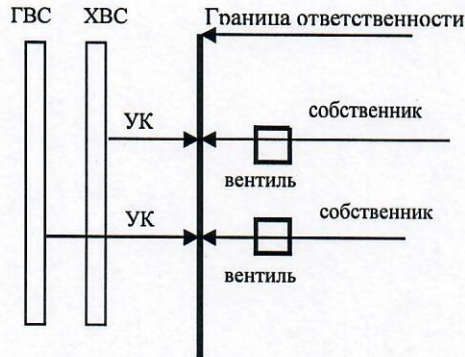 ГВС ХВС Граница ответственности
УК собственник
вентиль
УК собственник
вентиль